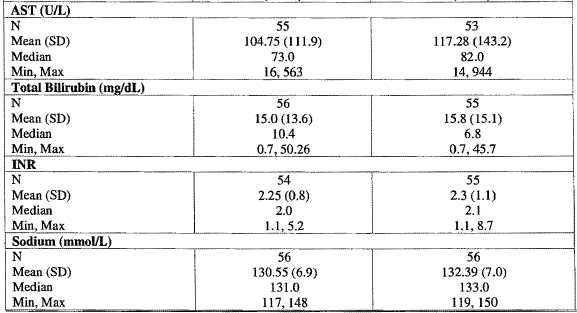 AST (U/L)
N 55 53
Mean (SD) 104.75 (111.9) 117.28 (143.2)
Median 73.0 82.0
Min, Max 16, 563 14, 944
Total Bilirubin (mg/dL)
N 56 55
Mean (SD) 15.0 (13.6) 15.8 (15.1)
Median 10.4 6.8
Min, Max 0.7, 50.26 0.7, 45.7
INR
N 54 55
Mean (SD) 2.25 (0.8) 2.3 (1.1)
Median 2.0 2.1
Min, Max 1.1, 5.2 1.1, 8.7
Sodium (mmol/L)
N 56 56
Mean (SD) 130.55 (6.9) 132.39 (7.0)
Median 131.0 133.0
Min, Max 117, 148 119, 150